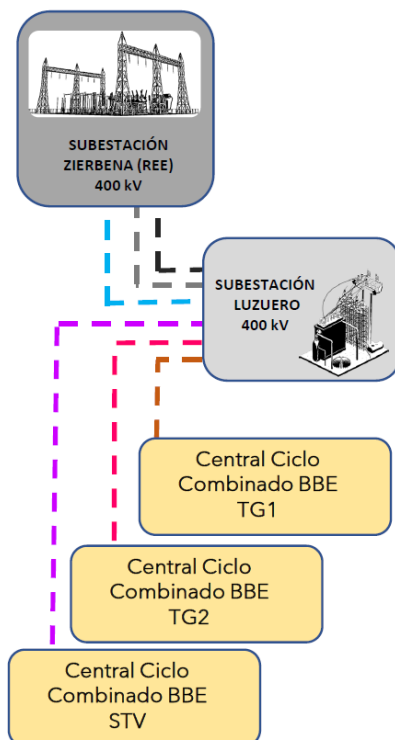 SUBESTACIÓN
ZIERBENA (REE)
400 kV
SUBESTACIÓN
LUZUERO
400 kV
Central Ciclo
Combinado BBE
TG1
Central Ciclo
Combinado BBE
TG2
Central Ciclo
Combinado BBE
STV